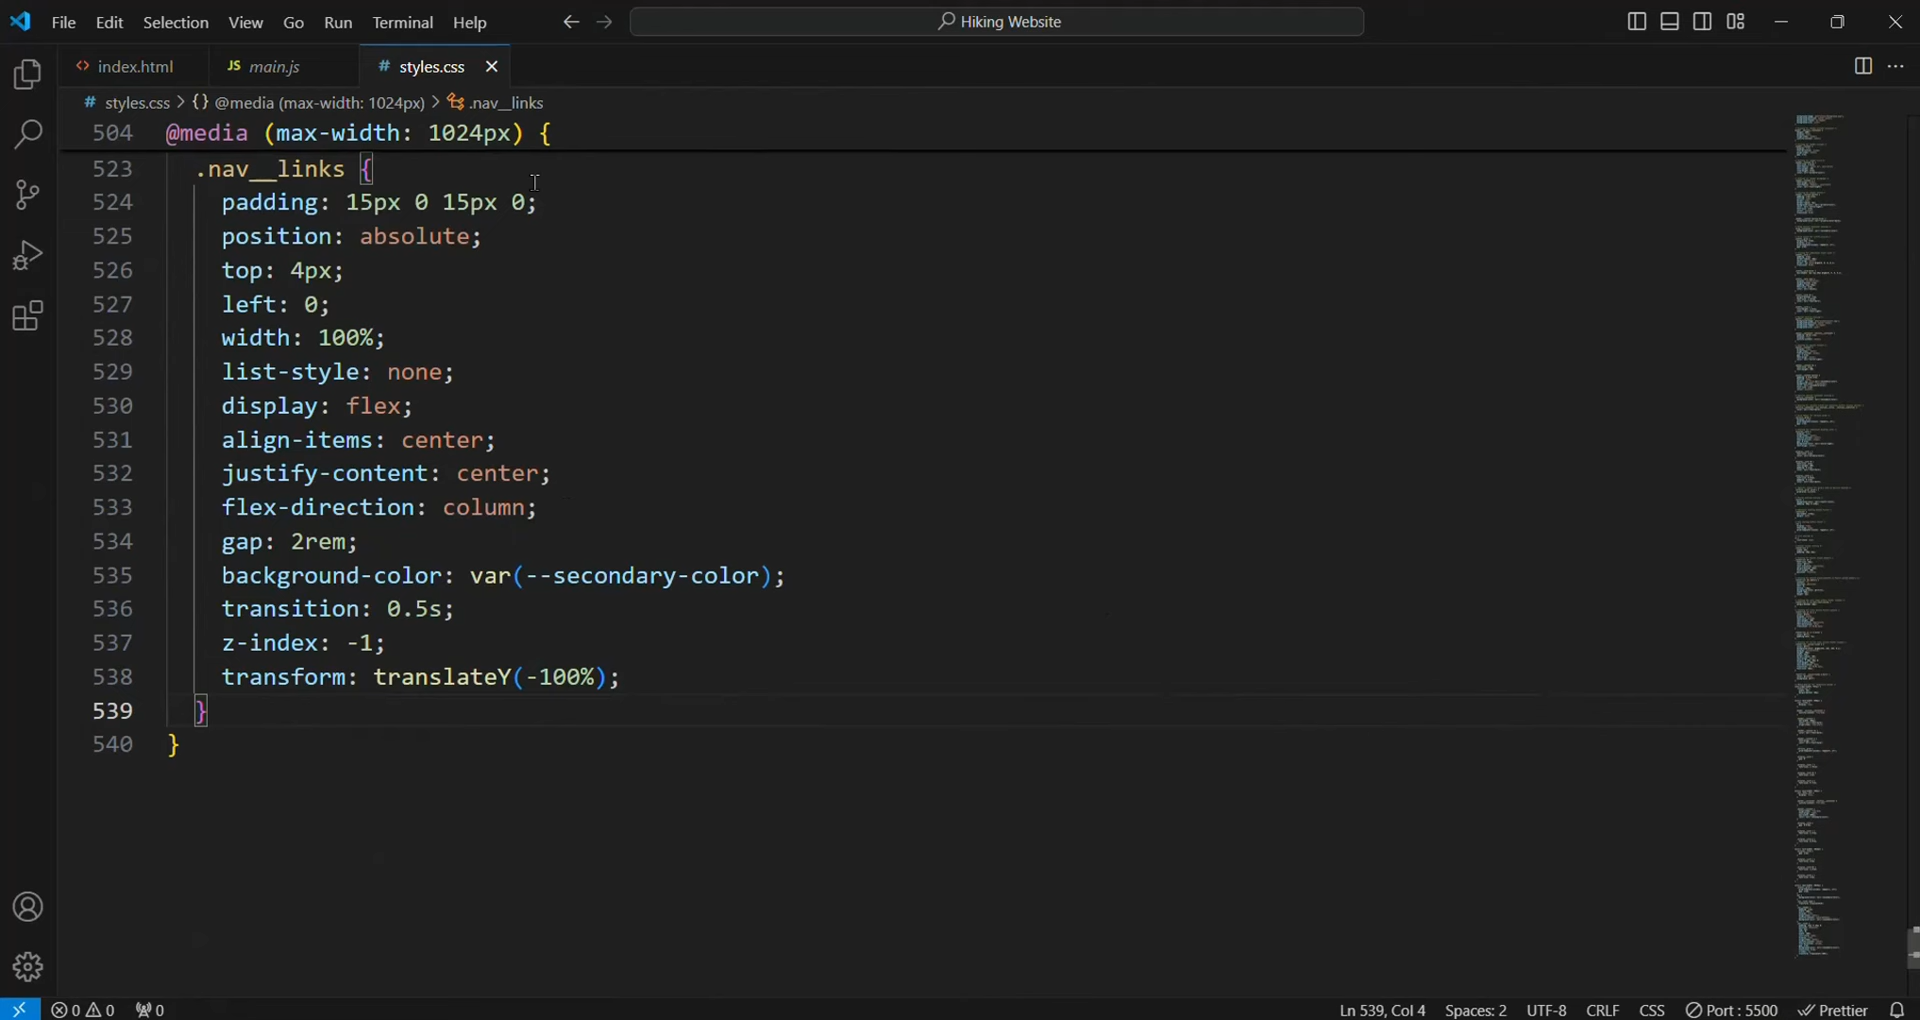 File Edit Selection View Go Run Terminal Help Hiking Website
index.html JS main.js # styles.css
# styles.css > {} @media (max-width: 1024px) > .nav__links
504 @media (max-width: 1024px) {
523 .nav__links {
524 padding: 15px 0 15px 0;
525 position: absolute;
526 top: 4px;
527 left: 0;
528 width: 100%;
529 list-style: none;
530 display: flex;
531 align-items: center;
532 justify-content: center;
533 flex-direction: column;
534 gap: 2rem;
535 background-color: var(--secondary-color);
536 transition: 0.5s;
537 z-index: -1;
538 transform: translateY(-100%);
539 }
540 }
0 0 0 Ln 539, Col 4 Spaces: 2 UTF-8 CRLF CSS Port : 5500 Prettier